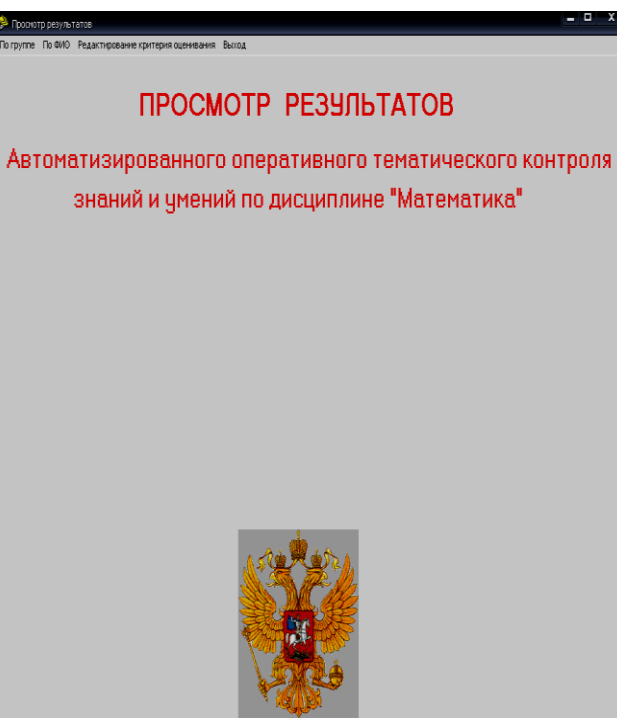 Просмотр результатов
По группе По ФИО Редактирование критерия оценивания Выход
ПРОСМОТР РЕЗУЛЬТАТОВ
Автоматизированного оперативного тематического контроля
знаний и умений по дисциплине "Математика"